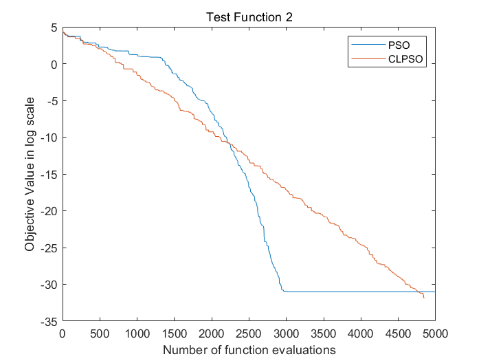 Test Function 2
PSO
CLPSO
Objective Value in log scale
5
0
-5
-10
-15
-20
-25
-30
-35
0 500 1000 1500 2000 2500 3000 3500 4000 4500 5000
Number of function evaluations